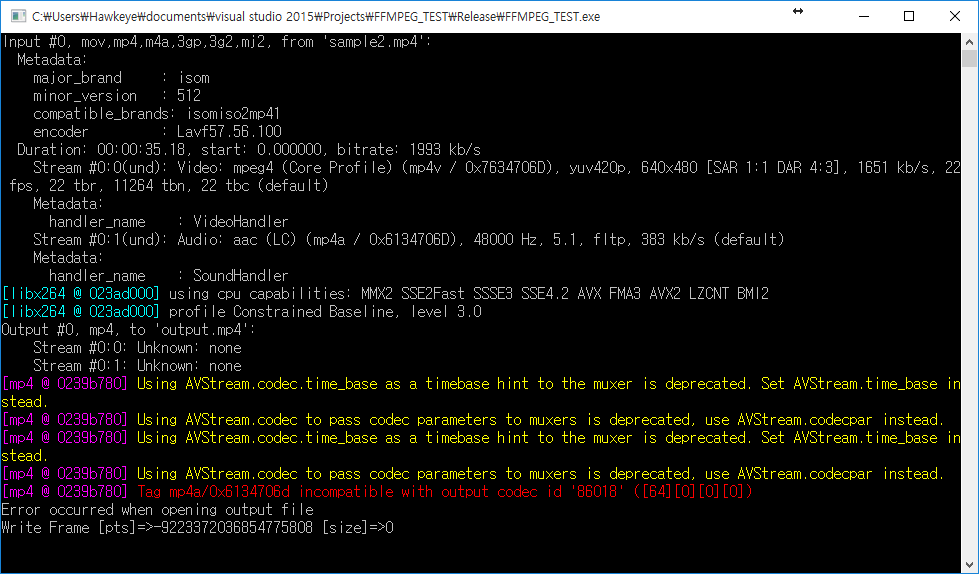 C:₩Users₩Hawkeye₩documents₩visual studio 2015₩Projects₩FFMPEG_TEST₩Release₩FFMPEG_TEST.exe
Input #0, mov,mp4,m4a,3gp,3g2,mj2, from 'sample2.mp4':
  Metadata:
    major_brand     : isom
    minor_version   : 512
    compatible_brands: isomiso2mp41
    encoder         : Lavf57.56.100
  Duration: 00:00:35.18, start: 0.000000, bitrate: 1993 kb/s
    Stream #0:0(und): Video: mpeg4 (Core Profile) (mp4v / 0x7634706D), yuv420p, 640x480 [SAR 1:1 DAR 4:3], 1651 kb/s, 22
 fps, 22 tbr, 11264 tbn, 22 tbc (default)
    Metadata:
      handler_name    : VideoHandler
    Stream #0:1(und): Audio: aac (LC) (mp4a / 0x6134706D), 48000 Hz, 5.1, fltp, 383 kb/s (default)
    Metadata:
      handler_name    : SoundHandler
[libx264 @ 023ad000] using cpu capabilities: MMX2 SSE2Fast SSSE3 SSE4.2 AVX FMA3 AVX2 LZCNT BMI2
[libx264 @ 023ad000] profile Constrained Baseline, level 3.0
Output #0, mp4, to 'output.mp4':
    Stream #0:0: Unknown: none
    Stream #0:1: Unknown: none
[mp4 @ 0239b780] Using AVStream.codec.time_base as a timebase hint to the muxer is deprecated. Set AVStream.time_base in
stead.
[mp4 @ 0239b780] Using AVStream.codec to pass codec parameters to muxers is deprecated, use AVStream.codecpar instead.
[mp4 @ 0239b780] Using AVStream.codec.time_base as a timebase hint to the muxer is deprecated. Set AVStream.time_base in
stead.
[mp4 @ 0239b780] Using AVStream.codec to pass codec parameters to muxers is deprecated, use AVStream.codecpar instead.
[mp4 @ 0239b780] Tag mp4a/0x6134706d incompatible with output codec id '86018' ([64][0][0][0])
Error occurred when opening output file
Write Frame [pts]=>-9223372036854775808 [size]=>0